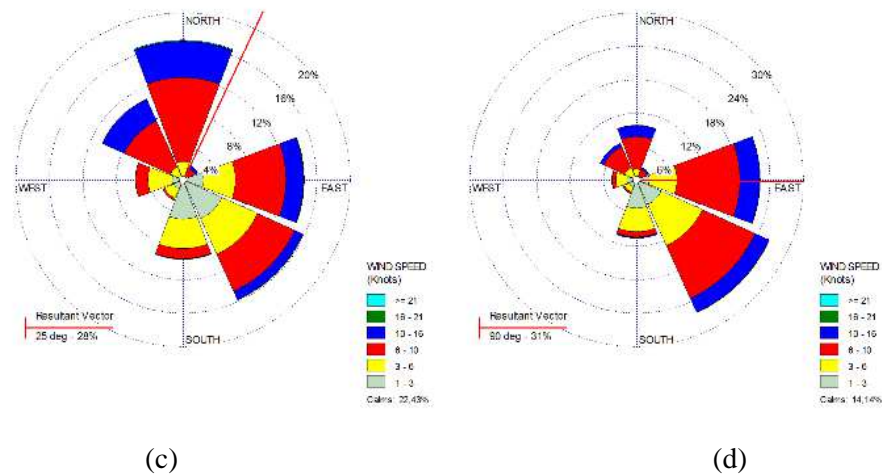 NORTH
20%
16%
12%
8%
4%
WEST
EAST
SOUTH
WIND SPEED
(Knots)
>= 21
16 - 21
10 - 16
6 - 10
3 - 6
1 - 3
Calms: 22,43%
Resultant Vector
25 deg - 28%
NORTH
30%
24%
18%
12%
6%
WEST
EAST
SOUTH
WIND SPEED
(Knots)
>= 21
16 - 21
10 - 16
6 - 10
3 - 6
1 - 3
Calms: 14,14%
Resultant Vector
90 deg - 31%
(c)
(d)